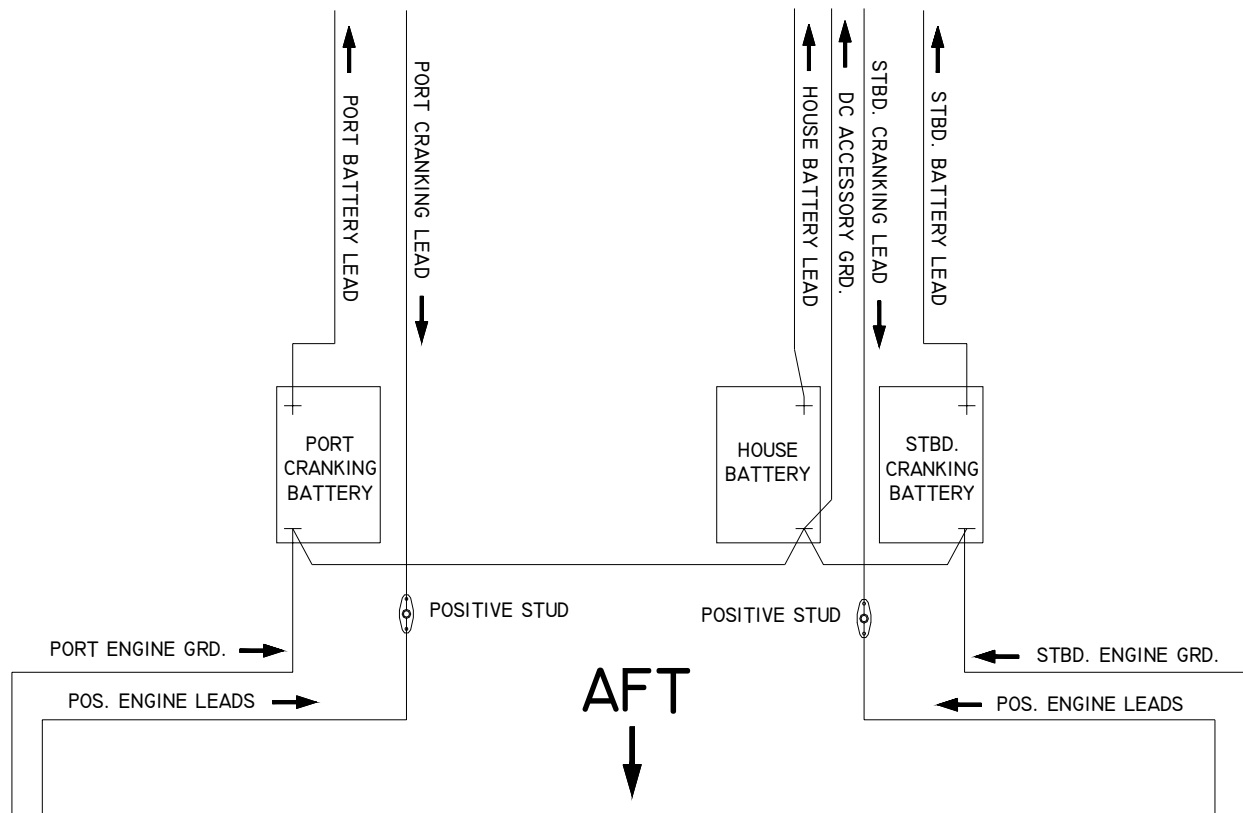 PORT BATTERY LEAD
PORT CRANKING LEAD
HOUSE BATTERY LEAD
DC ACCESSORY GRD.
STBD. CRANKING LEAD
STBD. BATTERY LEAD
PORT
CRANKING
BATTERY
HOUSE
BATTERY
STBD.
CRANKING
BATTERY
POSITIVE STUD
POSITIVE STUD
PORT ENGINE GRD.
STBD. ENGINE GRD.
POS. ENGINE LEADS
AFT
POS. ENGINE LEADS